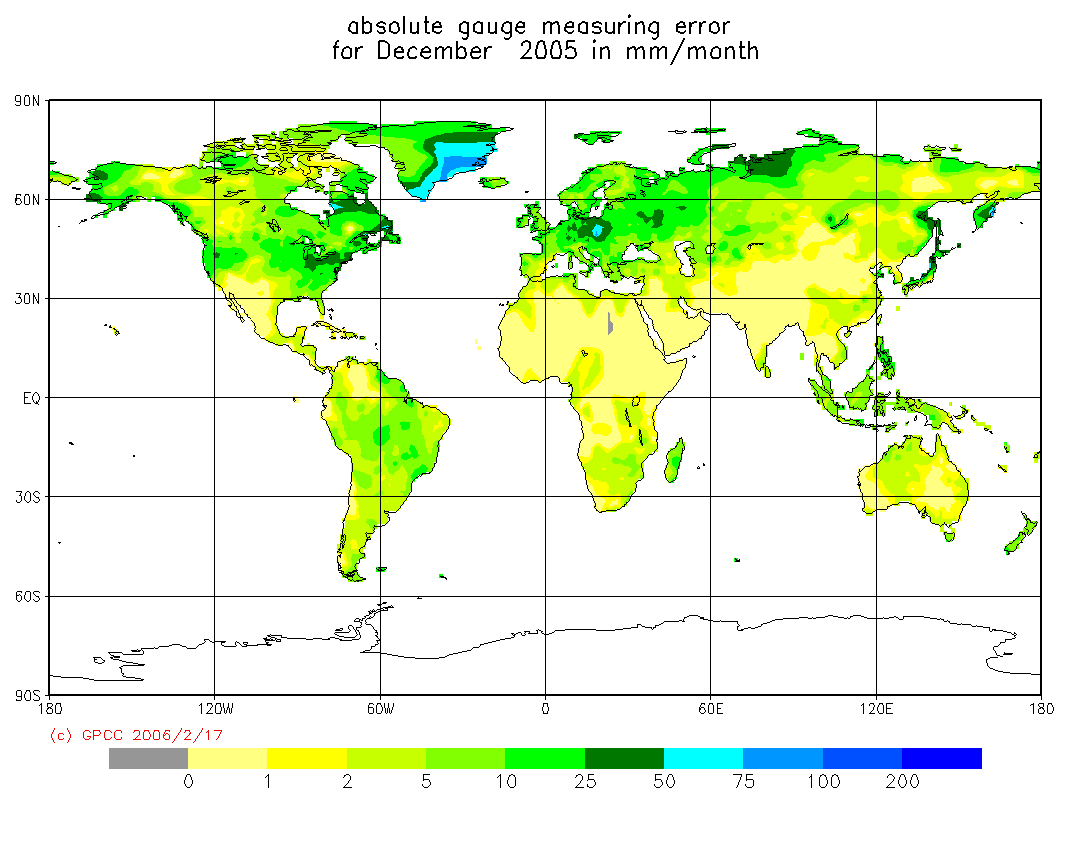 absolute gauge measuring error
for December 2005 in mm/month
90N
60N
30N
EQ
30S
60S
90S
180 120W 60W 0 60E 120E 180
(c) GPCC 2006/2/17
0 1 2 5 10 25 50 75 100 200